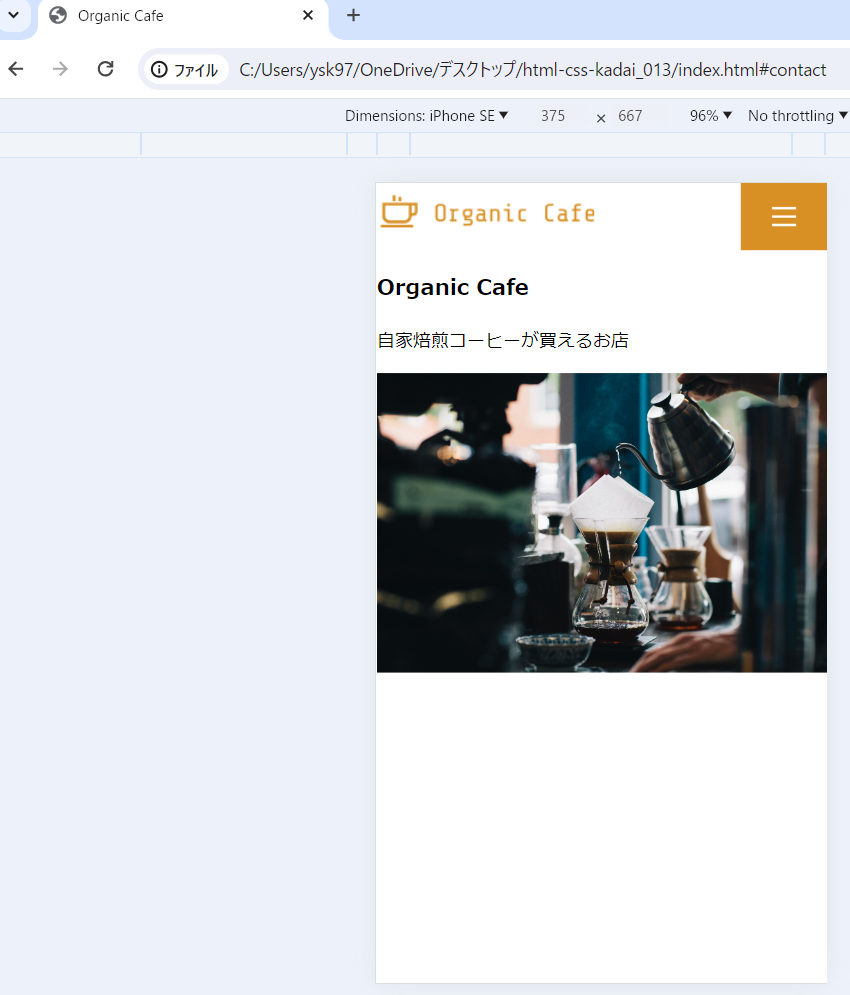 Organic Cafe
ファイル C:/Users/ysk97/OneDrive/デスクトップ/html-css-kadai_013/index.html#contact
Dimensions: iPhone SE 375 × 667 96% No throttling
Organic Cafe
Organic Cafe
自家焙煎コーヒーが買えるお店